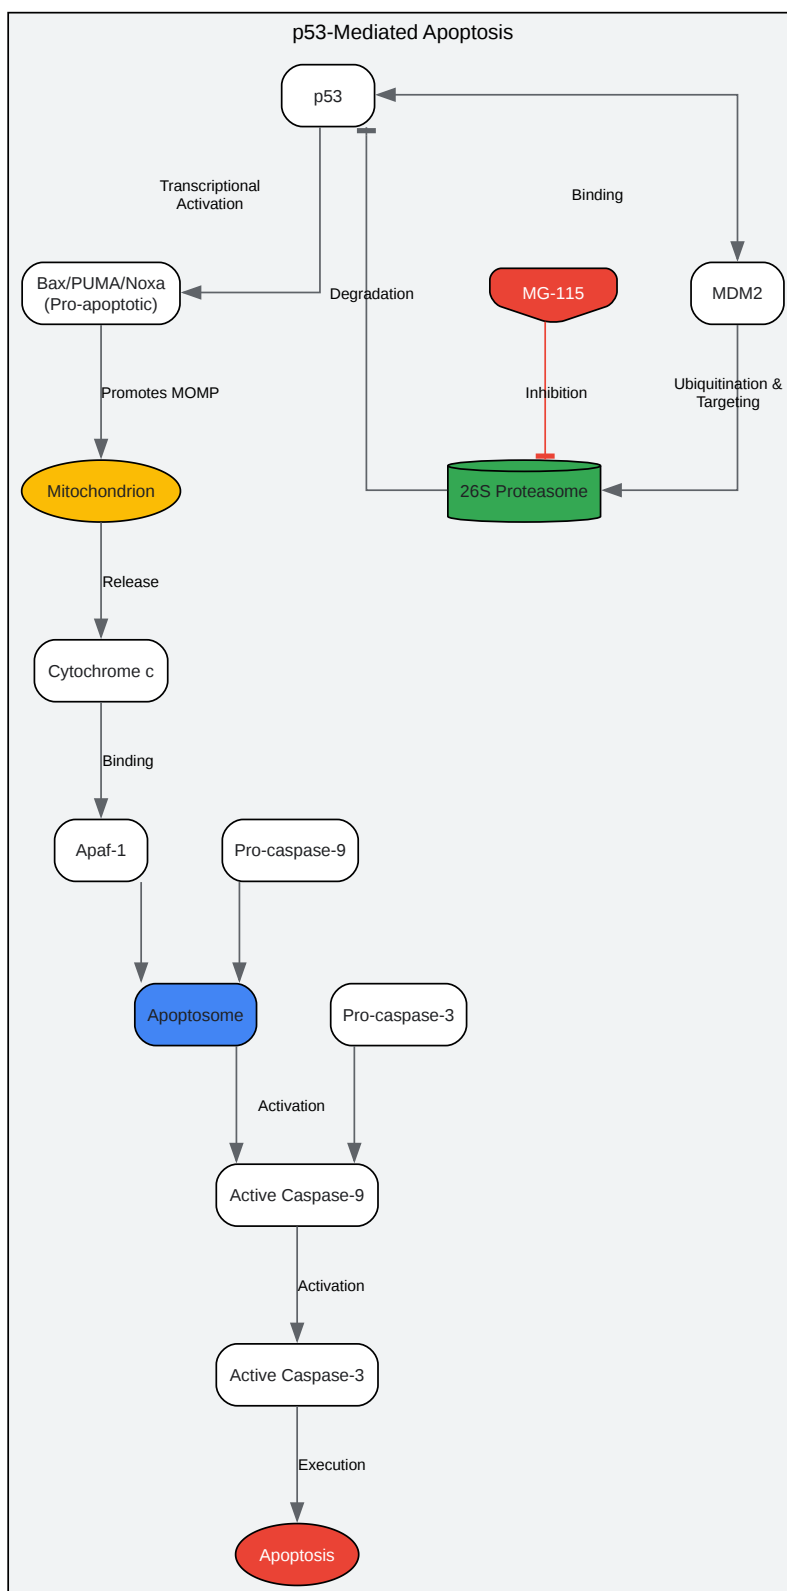 p53-Mediated Apoptosis
p53
Transcriptional
Activation
Binding
Bax/PUMA/Noxa
(Pro-apoptotic)
Degradation
MG-115
MDM2
Promotes MOMP
Inhibition
Ubiquitination &
Targeting
Mitochondrion
26S Proteasome
Release
Cytochrome c
Binding
Apaf-1
Pro-caspase-9
Apoptosome
Pro-caspase-3
Activation
Active Caspase-9
Activation
Active Caspase-3
Execution
Apoptosis